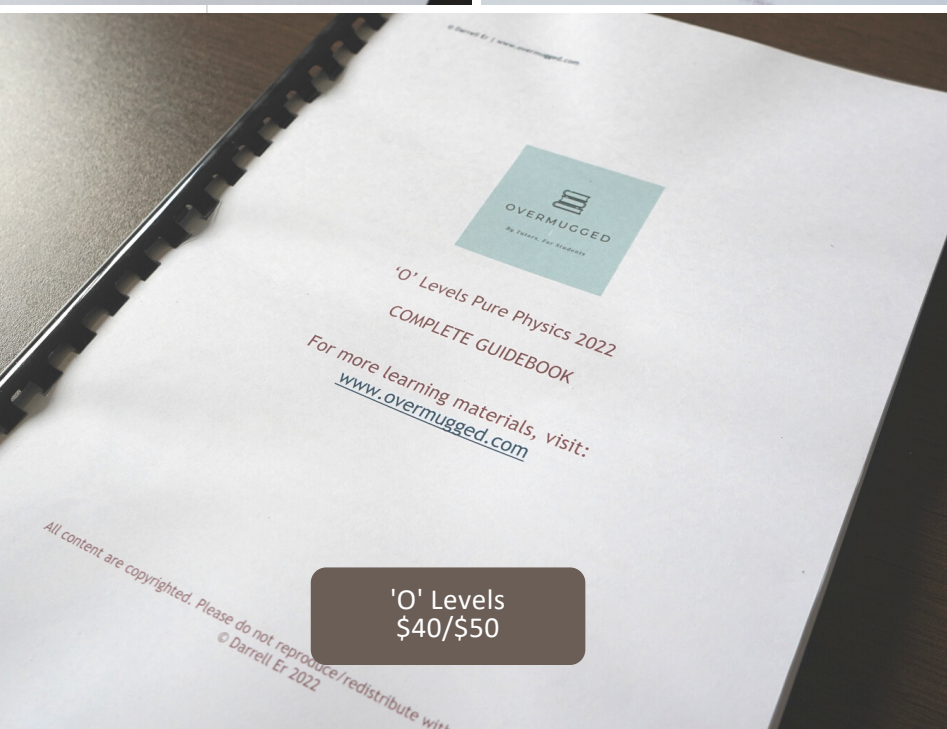 © Darrell Er | www.overmugged.com
OVERMUGGED
By Tutors, For Students
'O' Levels Pure Physics 2022
COMPLETE GUIDEBOOK
For more learning materials, visit:
www.overmugged.com
All content are copyrighted. Please do not reproduce/redistribute with
© Darrell Er 2022
'O' Levels
$40/$50